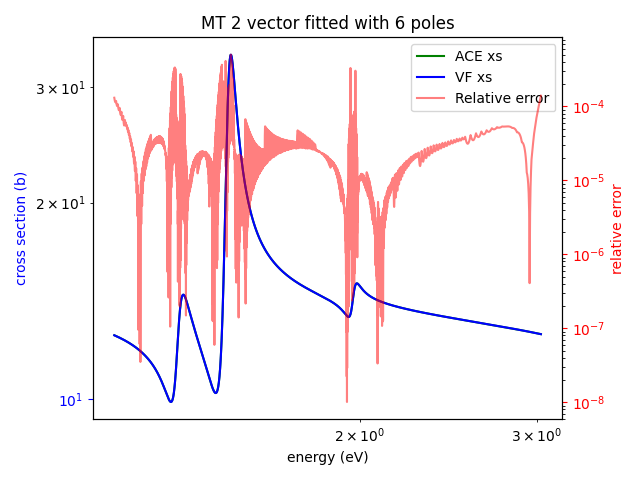 MT 2 vector fitted with 6 poles
ACE xs
VF xs
Relative error
3 × 10¹
2 × 10¹
10¹
cross section (b)
10⁻⁴
10⁻⁵
10⁻⁶
10⁻⁷
10⁻⁸
relative error
2 × 10⁰
3 × 10⁰
energy (eV)